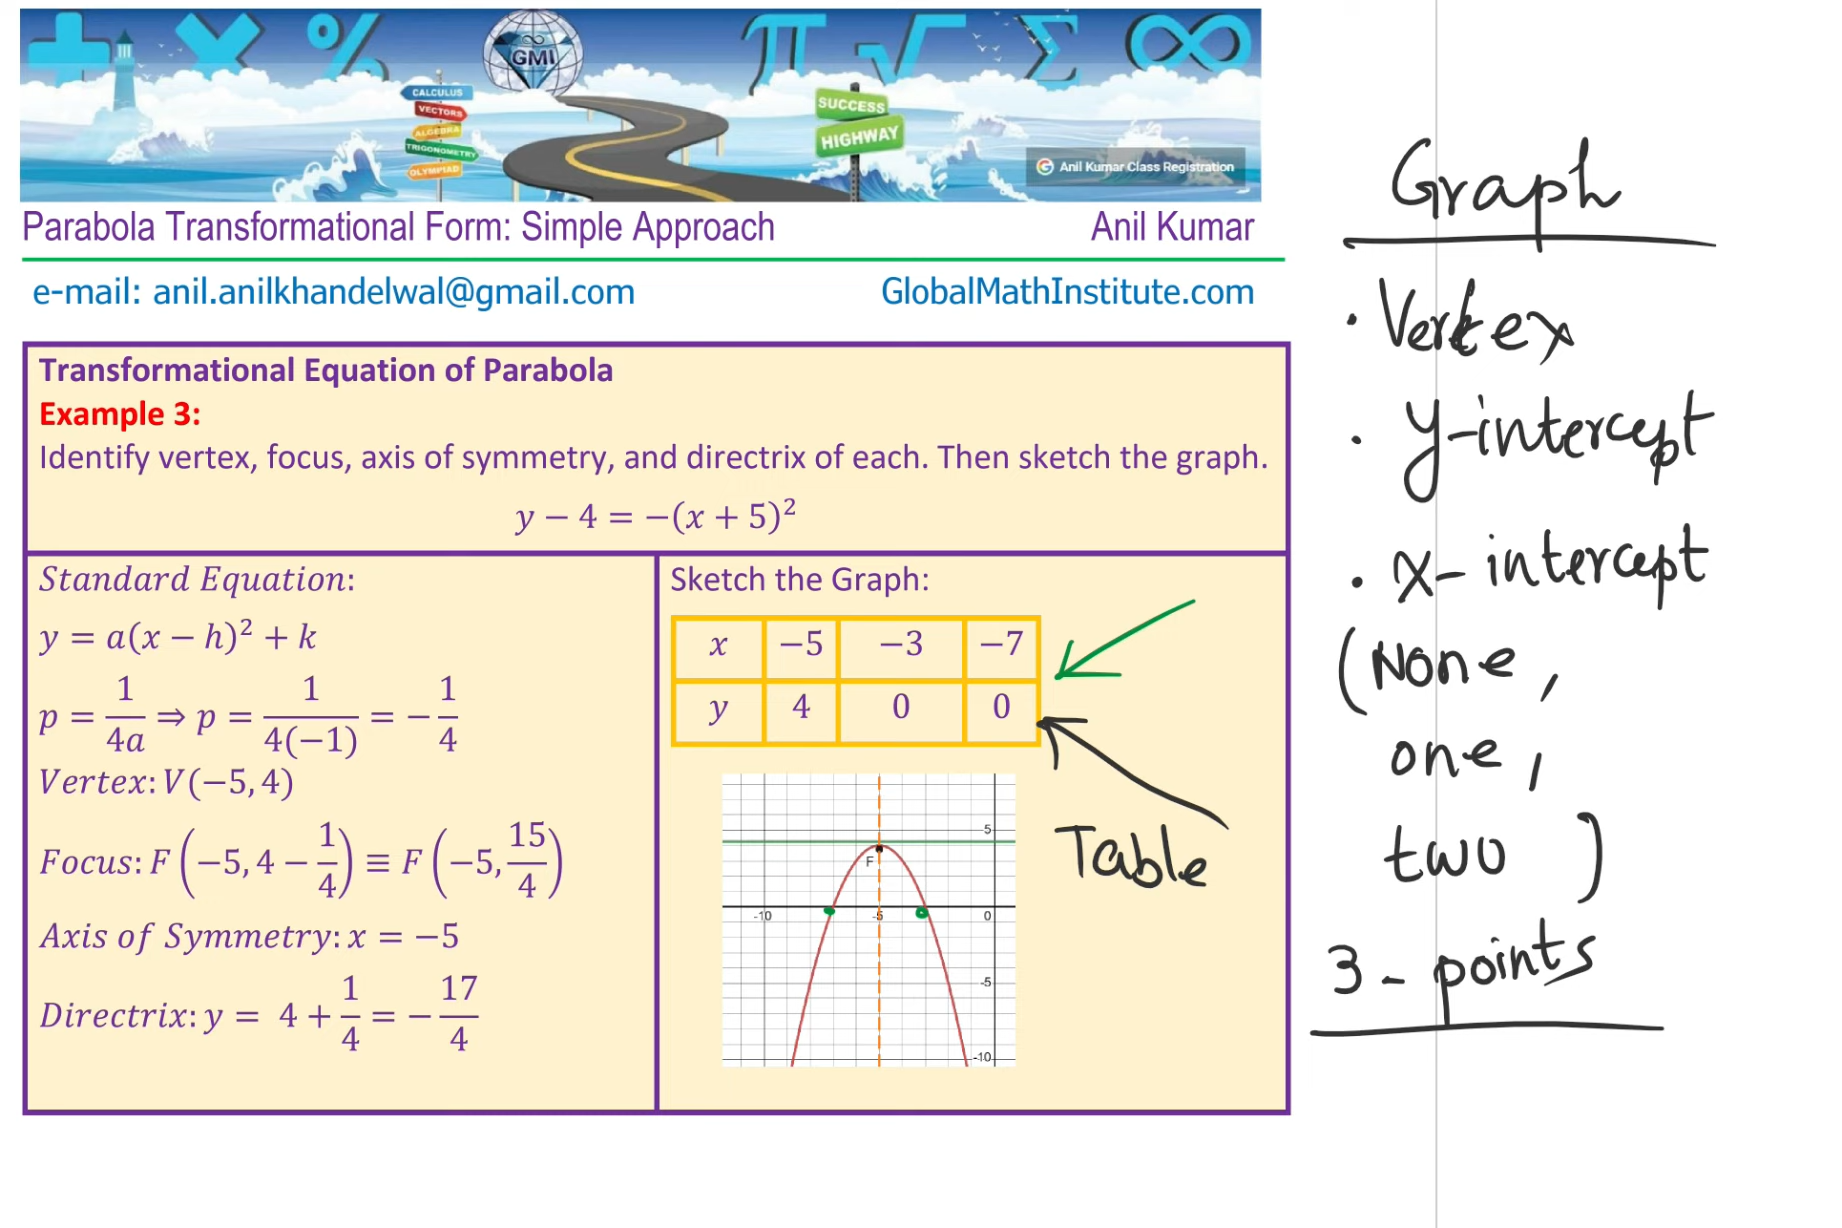 π √ Σ ∞
+ × %
GMI
CALCULUS
VECTORS
ALGEBRA
TRIGONOMETRY
OLYMPIAD
SUCCESS
HIGHWAY
Anil Kumar Class Registration
Parabola Transformational Form: Simple Approach Anil Kumar
e-mail: anil.anilkhandelwal@gmail.com GlobalMathInstitute.com
Transformational Equation of Parabola
Example 3:
Identify vertex, focus, axis of symmetry, and directrix of each. Then sketch the graph.
y − 4 = −(x + 5)²
Standard Equation:
y = a(x − h)² + k
p = 1/4a ⇒ p = 1/4(−1) = −1/4
Vertex: V(−5, 4)
Focus: F(−5, 4 − 1/4) ≡ F(−5, 15/4)
Axis of Symmetry: x = −5
Directrix: y = 4 + 1/4 = −17/4
Sketch the Graph:
x −5 −3 −7
y 4 0 0
Table
5
F
-10 -5 0
-5
-10
Graph
· Vertex
· y-intercept
· x-intercept
(None,
one,
two)
3 - points